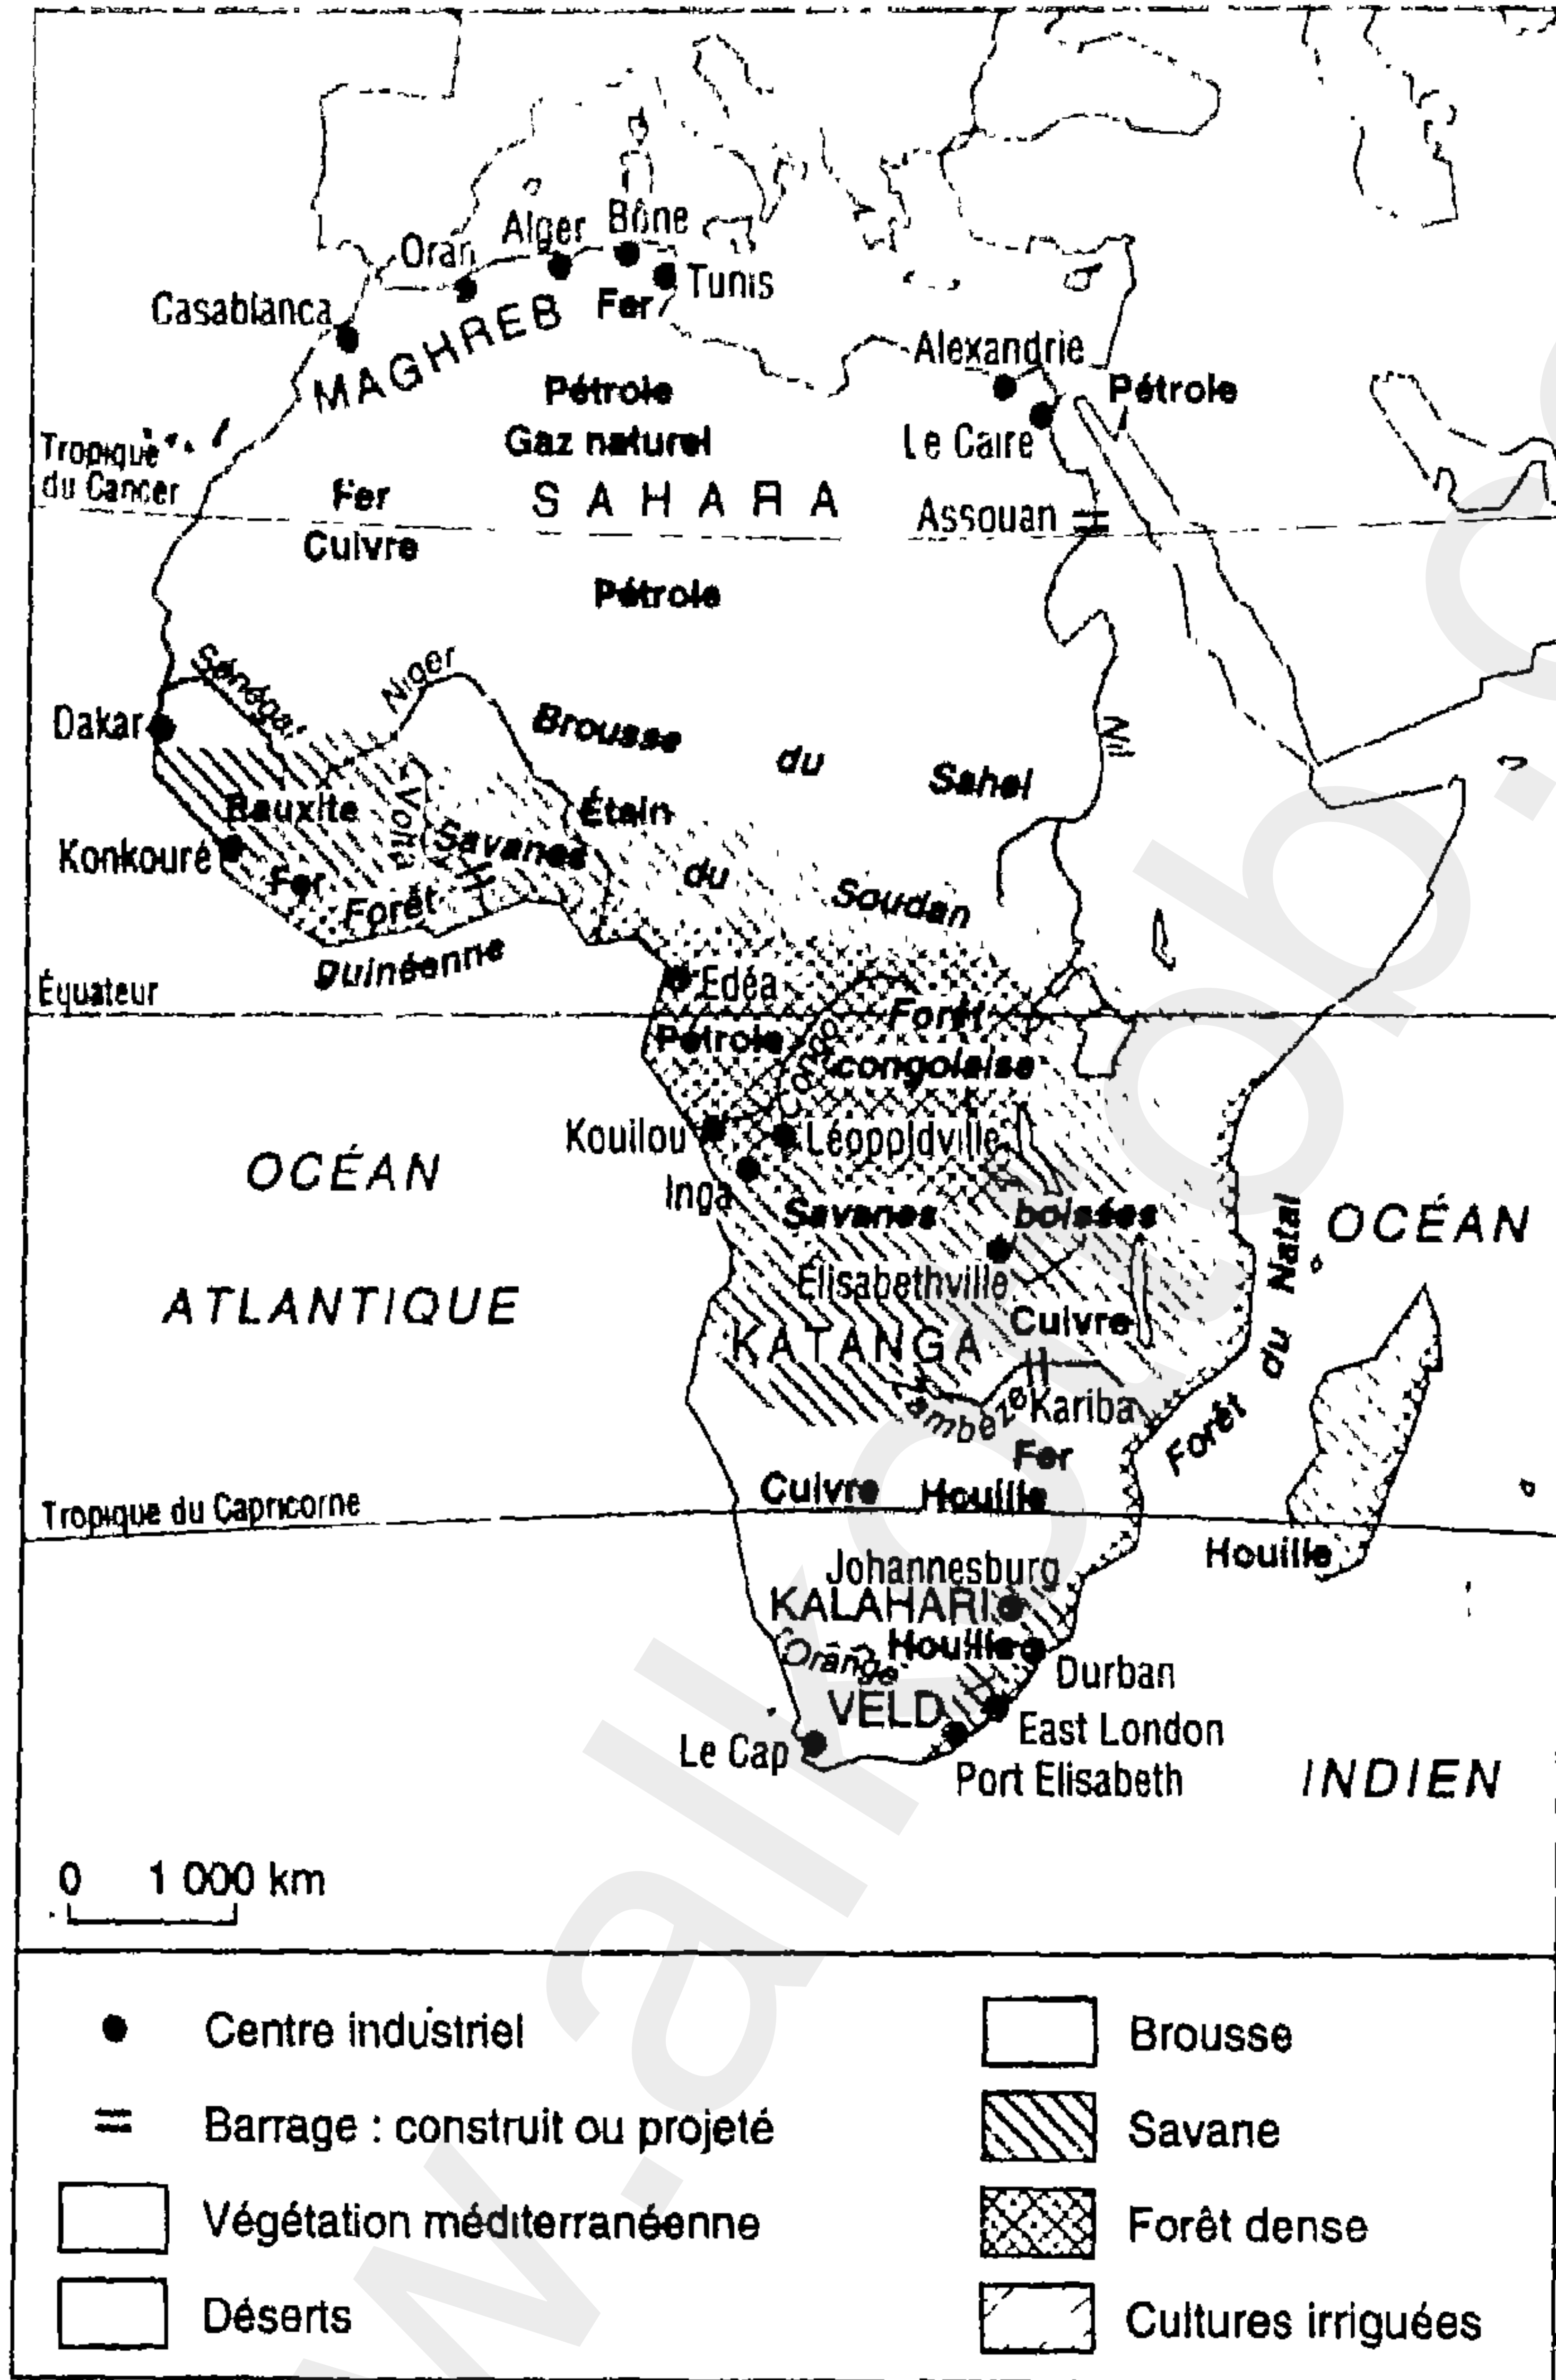 Alger Bône
Oran
Tunis
Casablanca
Fer
MAGHREB
Alexandrie
Pétrole
Pétrole
Gaz naturel
Le Caire
Tropique
du Cancer
Fer
SAHARA
Assouan
Cuivre
Pétrole
Sénégal
Niger
Dakar
Brousse du Sahel
Nil
Bauxite
Volta
Étain
Konkouré
Savanes du Soudan
Fer
Forêt
Guinéenne
Équateur
Edéa
Forêt
Pétrole
Congo
congolaise
Kouilou
Léopoldville
OCÉAN
Inga
Savanes boisées
OCÉAN
Elisabethville
ATLANTIQUE
Cuivre
KATANGA
Zambèze
Kariba
Forêt du Natal
Fer
Cuivre
Houille
Tropique du Capricorne
Houille
Johannesburg
KALAHARI
Houille
Orange
Durban
VELD
East London
Le Cap
Port Elisabeth
INDIEN
0 1 000 km
Centre industriel
Brousse
Barrage : construit ou projeté
Savane
Végétation méditerranéenne
Forêt dense
Déserts
Cultures irriguées